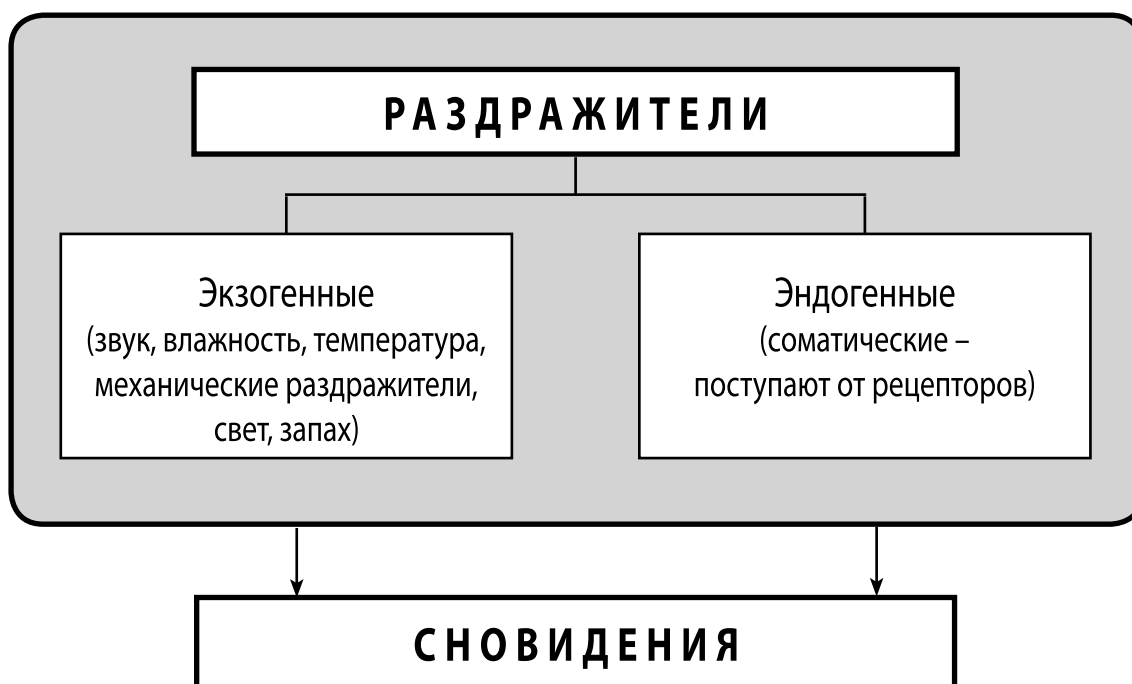 РАЗДРАЖИТЕЛИ
Экзогенные
(звук, влажность, температура,
механические раздражители,
свет, запах)
Эндогенные
(соматические –
поступают от рецепторов)
СНОВИДЕНИЯ